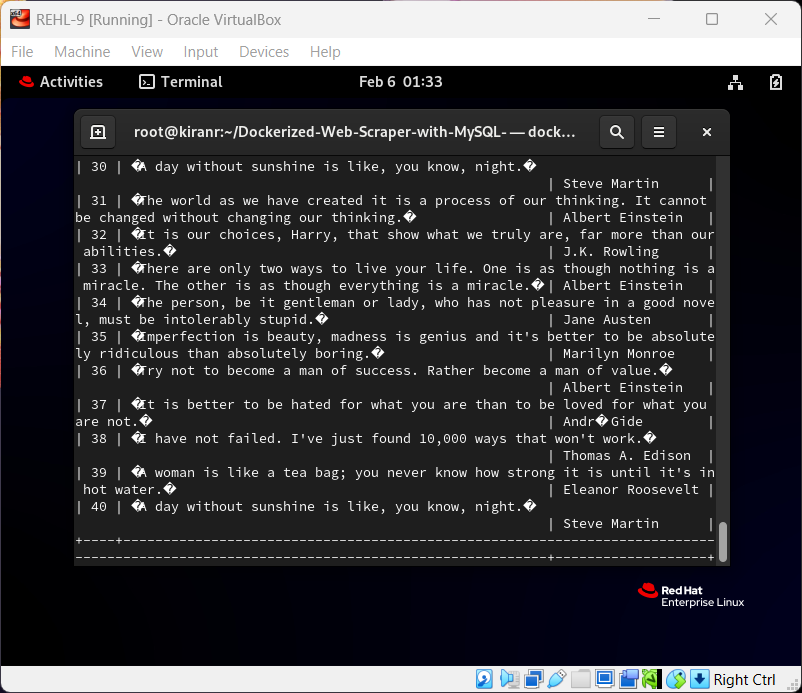 REHL-9 [Running] - Oracle VirtualBox
File Machine View Input Devices Help
Activities Terminal Feb 6 01:33
root@kiranr:~/Dockerized-Web-Scraper-with-MySQL- — dock...
| 30 | �A day without sunshine is like, you know, night.�
| Steve Martin |
| 31 | �The world as we have created it is a process of our thinking. It cannot
be changed without changing our thinking.� | Albert Einstein |
| 32 | �It is our choices, Harry, that show what we truly are, far more than our
abilities.� | J.K. Rowling |
| 33 | �There are only two ways to live your life. One is as though nothing is a
miracle. The other is as though everything is a miracle.� | Albert Einstein |
| 34 | �The person, be it gentleman or lady, who has not pleasure in a good nove
l, must be intolerably stupid.� | Jane Austen |
| 35 | �Imperfection is beauty, madness is genius and it's better to be absolute
ly ridiculous than absolutely boring.� | Marilyn Monroe |
| 36 | �Try not to become a man of success. Rather become a man of value.�
| Albert Einstein |
| 37 | �It is better to be hated for what you are than to be loved for what you
are not.� | Andr� Gide |
| 38 | �I have not failed. I've just found 10,000 ways that won't work.�
| Thomas A. Edison |
| 39 | �A woman is like a tea bag; you never know how strong it is until it's in
hot water.� | Eleanor Roosevelt |
| 40 | �A day without sunshine is like, you know, night.�
| Steve Martin |
+----+---------------------------------------------------------------------------
-----------------------------------------------------------+-------------------+
Red Hat
Enterprise Linux
Right Ctrl